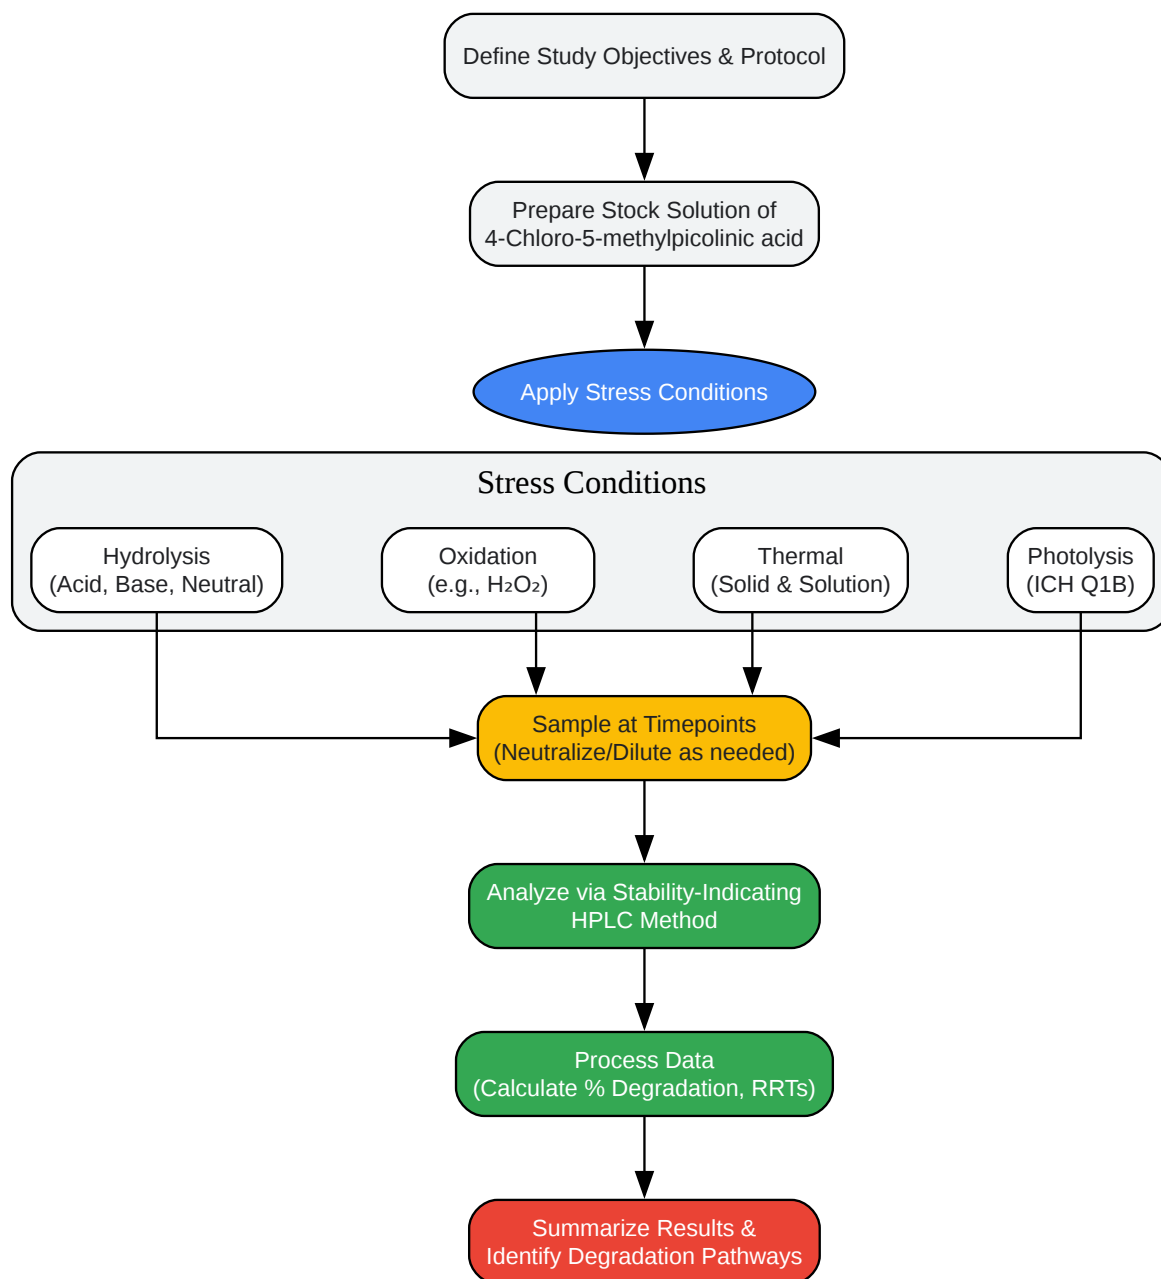 Define Study Objectives & Protocol
Prepare Stock Solution of
4-Chloro-5-methylpicolinic acid
Apply Stress Conditions
Stress Conditions
Hydrolysis
(Acid, Base, Neutral)
Oxidation
(e.g., H₂O₂)
Thermal
(Solid & Solution)
Photolysis
(ICH Q1B)
Sample at Timepoints
(Neutralize/Dilute as needed)
Analyze via Stability-Indicating
HPLC Method
Process Data
(Calculate % Degradation, RRTs)
Summarize Results &
Identify Degradation Pathways